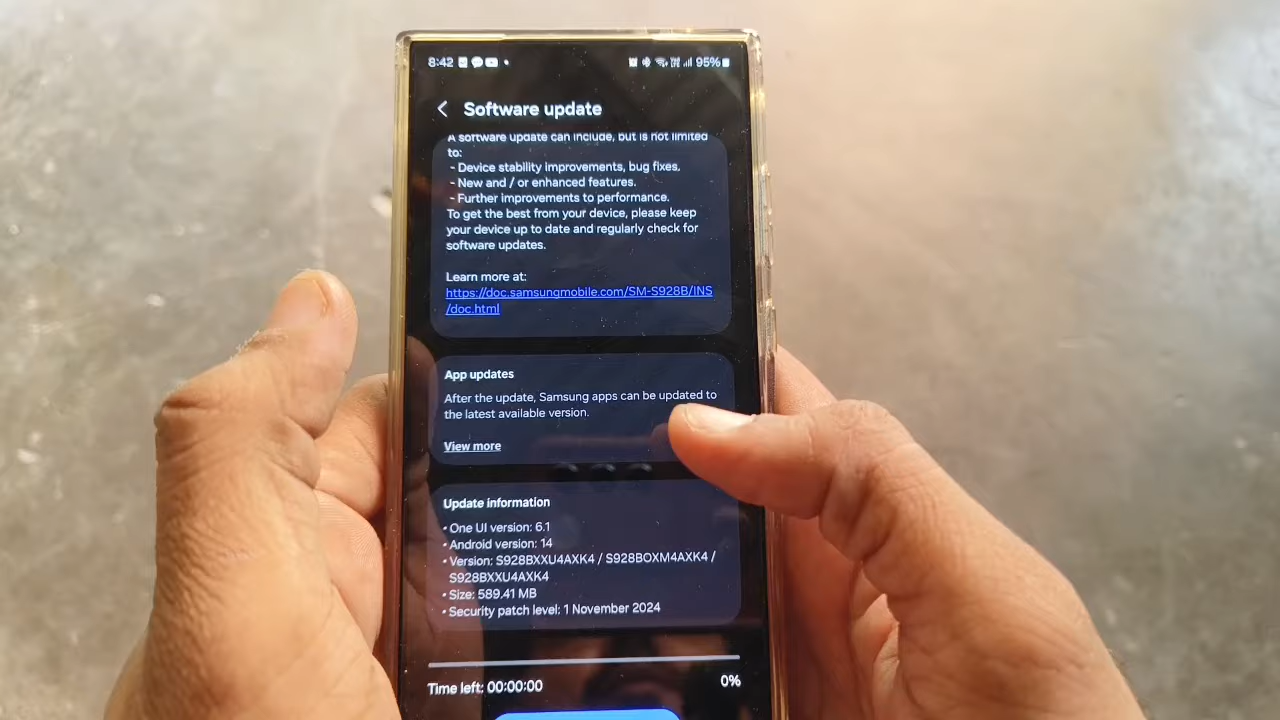 8:42
95%
Software update
A software update can include, but is not limited
to:
- Device stability improvements, bug fixes.
- New and / or enhanced features.
- Further improvements to performance.
To get the best from your device, please keep
your device up to date and regularly check for
software updates.
Learn more at:
https://doc.samsungmobile.com/SM-S928B/INS
/doc.html
App updates
After the update, Samsung apps can be updated to
the latest available version.
View more
Update information
• One UI version: 6.1
• Android version: 14
• Version: S928BXXU4AXK4 / S928BOXM4AXK4 /
S928BXXU4AXK4
• Size: 589.41 MB
• Security patch level: 1 November 2024
Time left: 00:00:00
0%